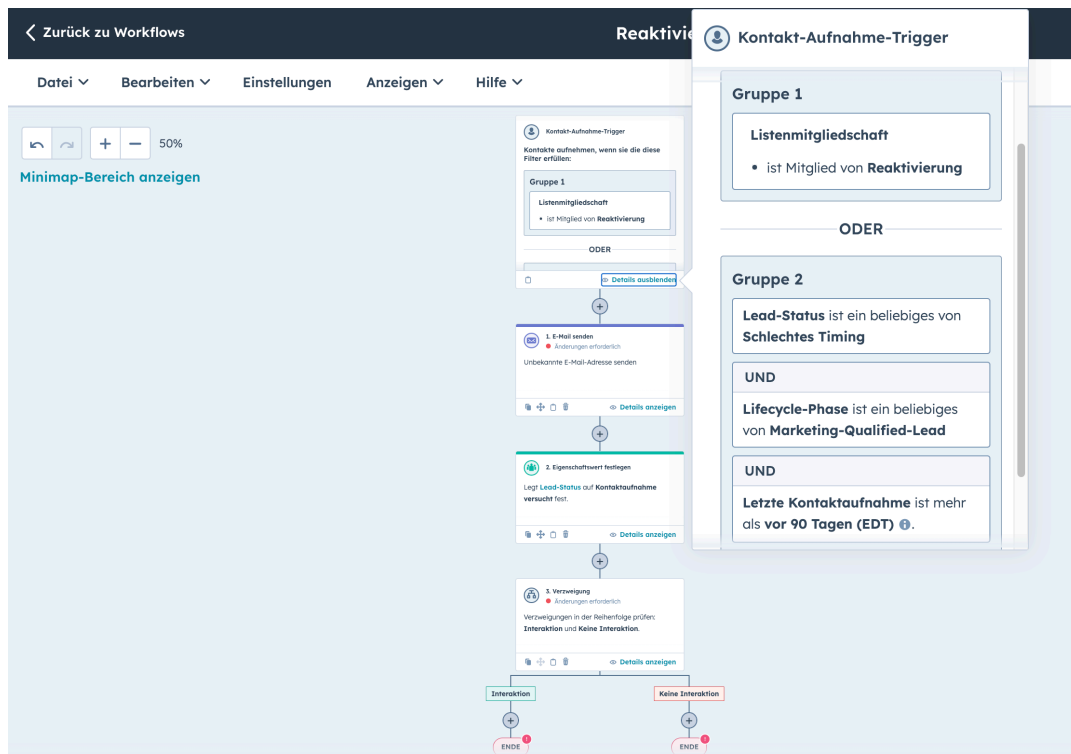 Zurück zu Workflows
Reaktivie
Datei
Bearbeiten
Einstellungen
Anzeigen
Hilfe
50%
Minimap-Bereich anzeigen
Kontakt-Aufnahme-Trigger
Kontakte aufnehmen, wenn sie die diese
Filter erfüllen:
Gruppe 1
Listenmitgliedschaft
• ist Mitglied von Reaktivierung
ODER
Details ausblenden
1. E-Mail senden
Änderungen erforderlich
Unbekannte E-Mail-Adresse senden
Details anzeigen
2. Eigenschaftswert festlegen
Legt Lead-Status auf Kontaktaufnahme
versucht fest.
Details anzeigen
3. Verzweigung
Änderungen erforderlich
Verzweigungen in der Reihenfolge prüfen:
Interaktion und Keine Interaktion.
Details anzeigen
Interaktion
Keine Interaktion
ENDE
ENDE
Kontakt-Aufnahme-Trigger
Gruppe 1
Listenmitgliedschaft
• ist Mitglied von Reaktivierung
ODER
Gruppe 2
Lead-Status ist ein beliebiges von
Schlechtes Timing
UND
Lifecycle-Phase ist ein beliebiges
von Marketing-Qualified-Lead
UND
Letzte Kontaktaufnahme ist mehr
als vor 90 Tagen (EDT) .